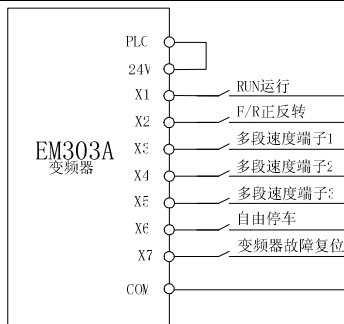 PLC
24V
X1 RUN运行
X2 F/R正反转
X3 多段速度端子1
EM303A
变频器
X4 多段速度端子2
X5 多段速度端子3
X6 自由停车
X7 变频器故障复位
COM